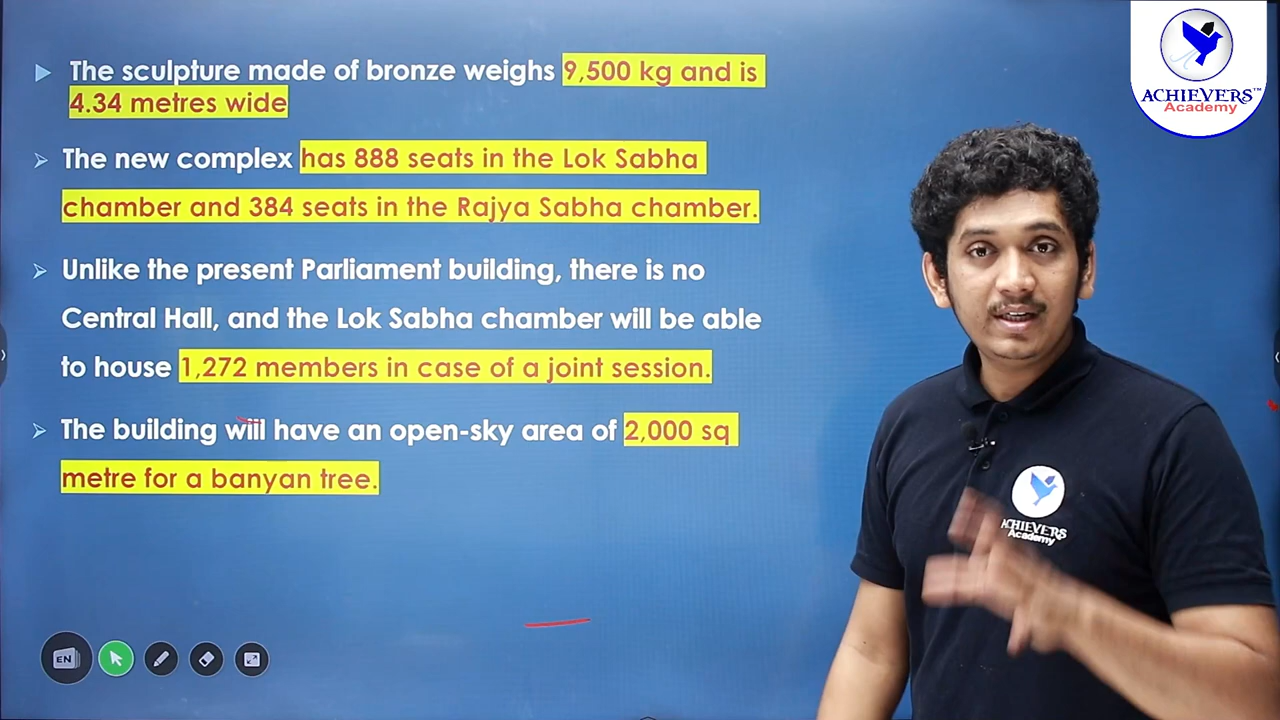 The sculpture made of bronze weighs 9,500 kg and is
4.34 metres wide
The new complex has 888 seats in the Lok Sabha
chamber and 384 seats in the Rajya Sabha chamber.
Unlike the present Parliament building, there is no
Central Hall, and the Lok Sabha chamber will be able
to house 1,272 members in case of a joint session.
The building will have an open-sky area of 2,000 sq
metre for a banyan tree.
EN
ACHIEVERS™
Academy
ACHIEVERS
Academy